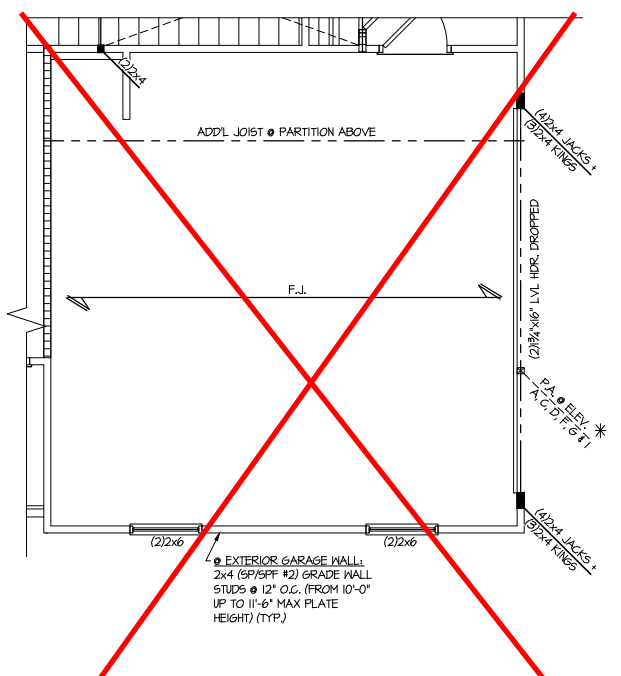 (2)2x4
ADD'L JOIST @ PARTITION ABOVE
(4)2x4 JACKS +
(3)2x4 KINGS
(2)1¾"x16" LVL HDR. DROPPED
F.J.
P.A. @ ELEV.
A, C, D, F, G & I
(4)2x4 JACKS +
(3)2x4 KINGS
(2)2x6
(2)2x6
@ EXTERIOR GARAGE WALL:
2x4 (SP/SPF #2) GRADE WALL
STUDS @ 12" O.C. (FROM 10'-0"
UP TO 11'-6" MAX PLATE
HEIGHT) (TYP.)